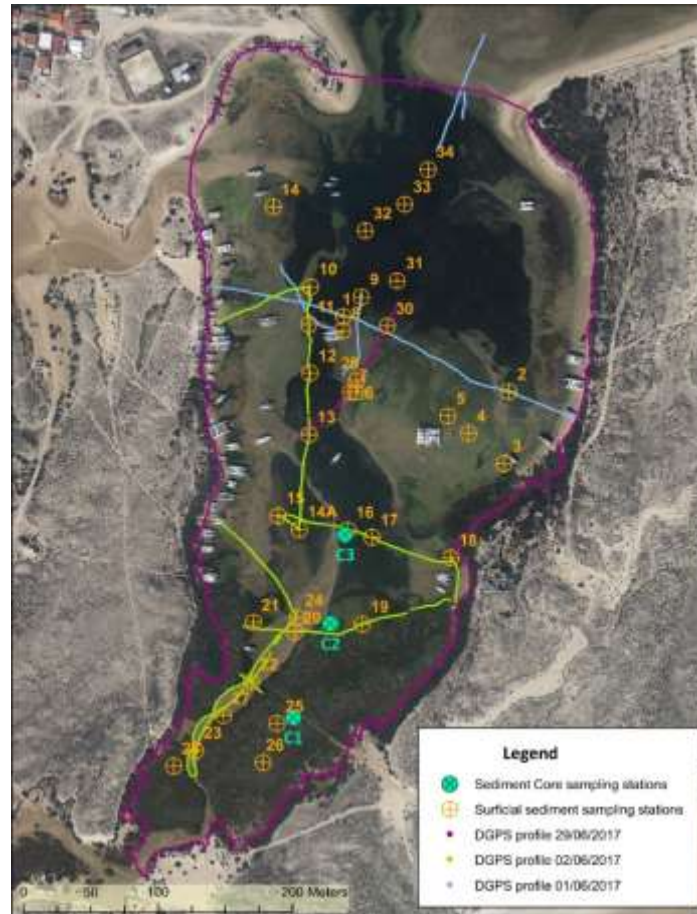 34
33
14
32
31
10
9
1
11
30
12
7
6
2
5
4
13
3
15
14A
16
17
C3
18
24
21
19
C2
25
C1
23
26
Legend
Sediment Core sampling stations
Surficial sediment sampling stations
DGPS profile 29/06/2017
DGPS profile 02/06/2017
DGPS profile 01/06/2017
0 50 100 200 Meters